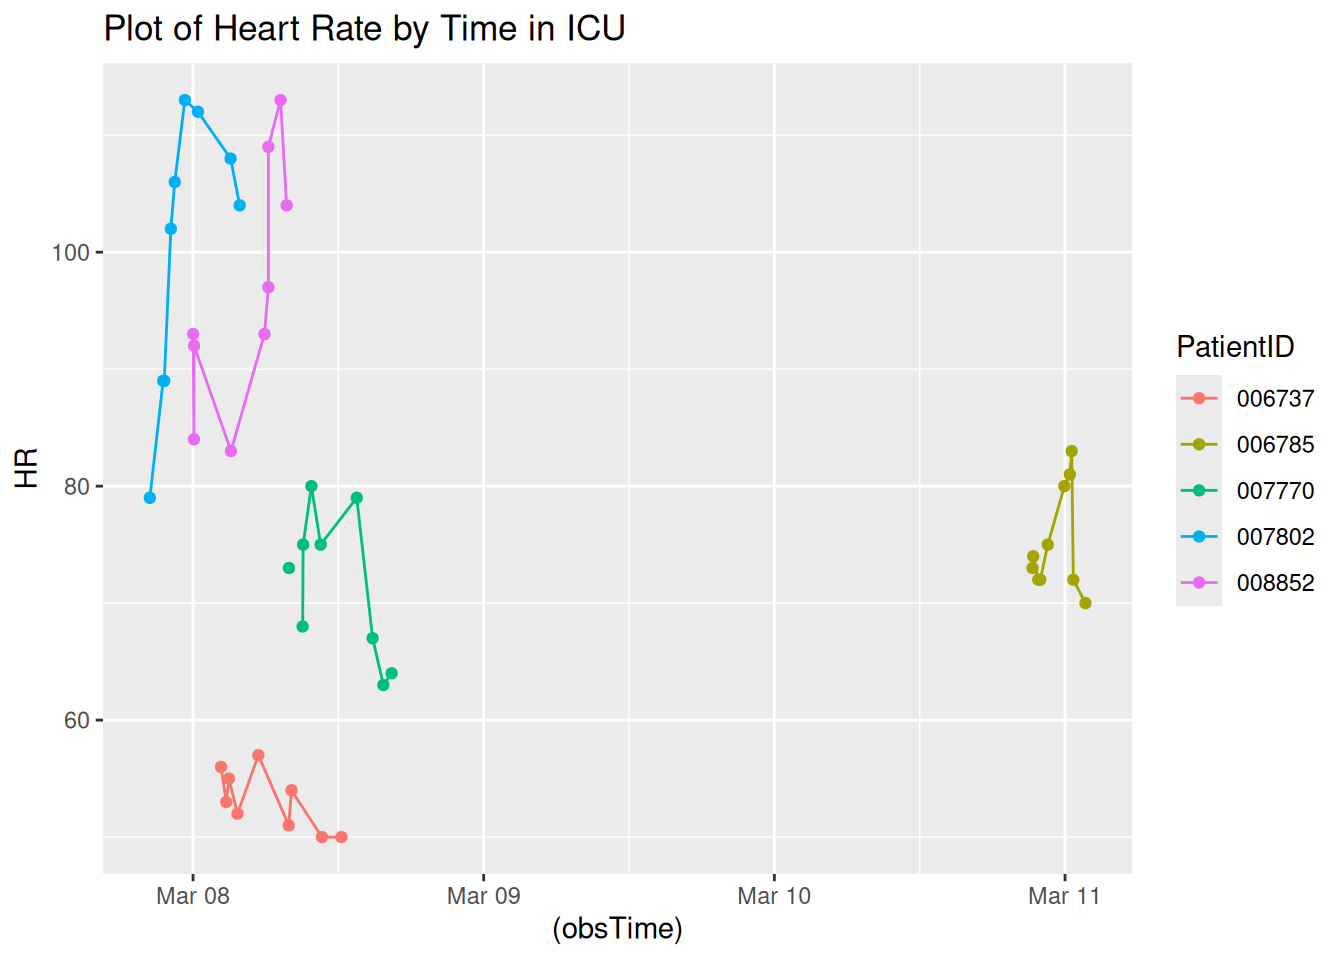 Plot of Heart Rate by Time in ICU
HR
100
80
60
Mar 08
Mar 09
Mar 10
Mar 11
(obsTime)
PatientID
006737
006785
007770
007802
008852